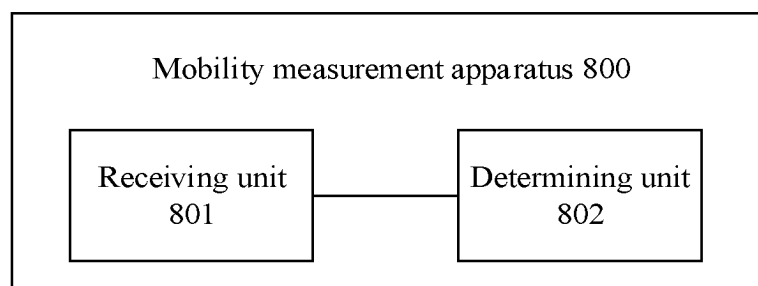 Mobility measurement apparatus 800
Receiving unit
801
Determining unit
802